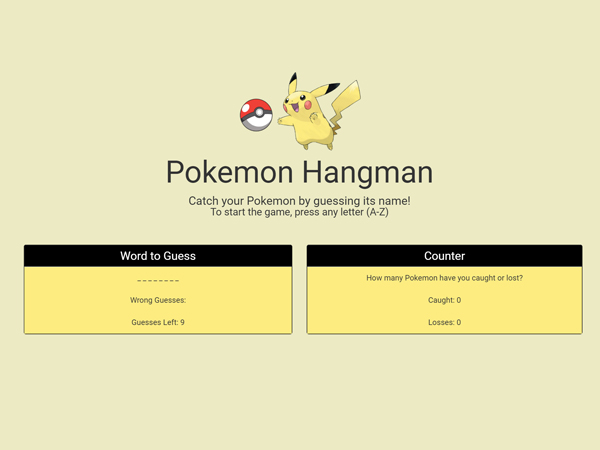 Pokemon Hangman
Catch your Pokemon by guessing its name!
To start the game, press any letter (A-Z)
Word to Guess
_ _ _ _ _ _ _ _
Wrong Guesses:
Guesses Left: 9
Counter
How many Pokemon have you caught or lost?
Caught: 0
Losses: 0